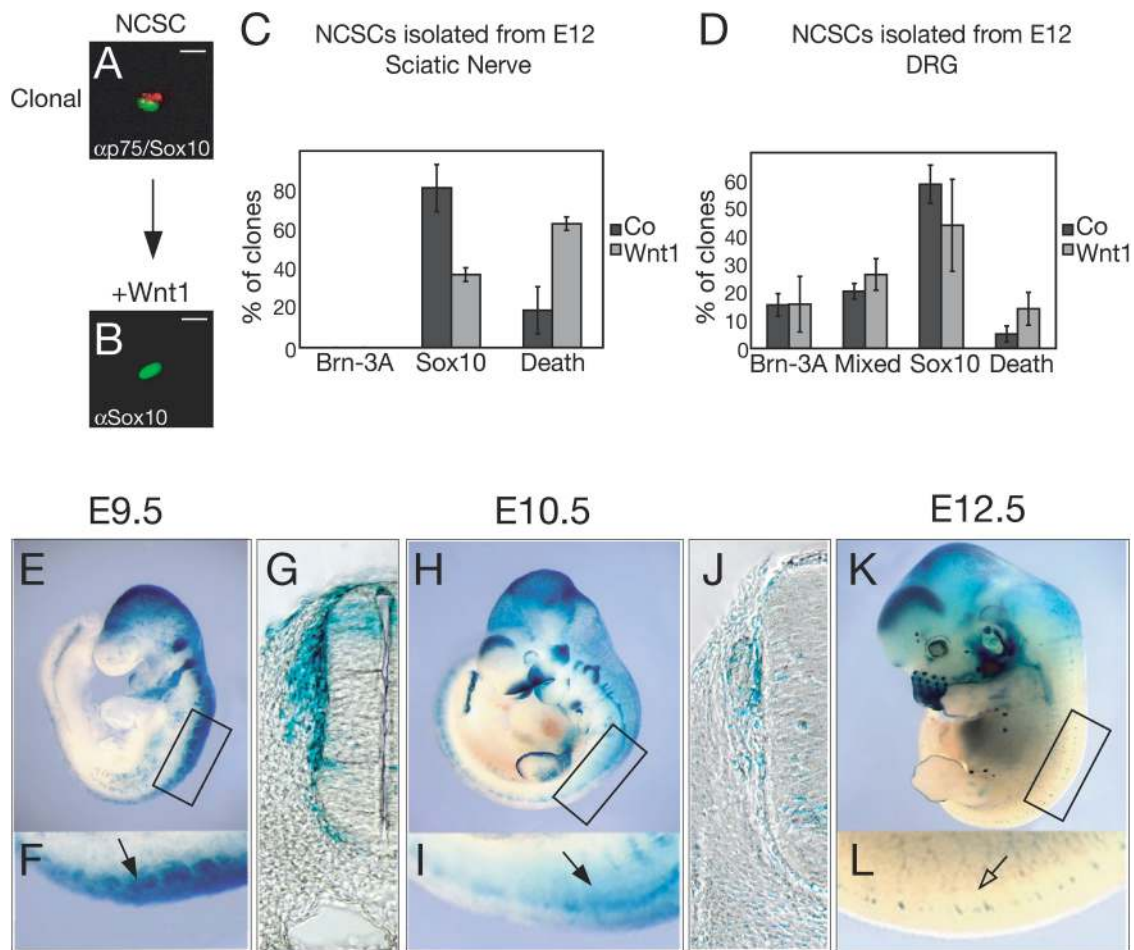 NCSC
A
Clonal
αp75/Sox10
+Wnt1
B
αSox10
C
NCSCs isolated from E12
Sciatic Nerve
% of clones
80
60
40
20
0
Brn-3A Sox10 Death
Co
Wnt1
D
NCSCs isolated from E12
DRG
% of clones
60
50
40
30
20
10
0
Brn-3A Mixed Sox10 Death
Co
Wnt1
E9.5
E10.5
E12.5
E
G
H
J
K
F
I
L